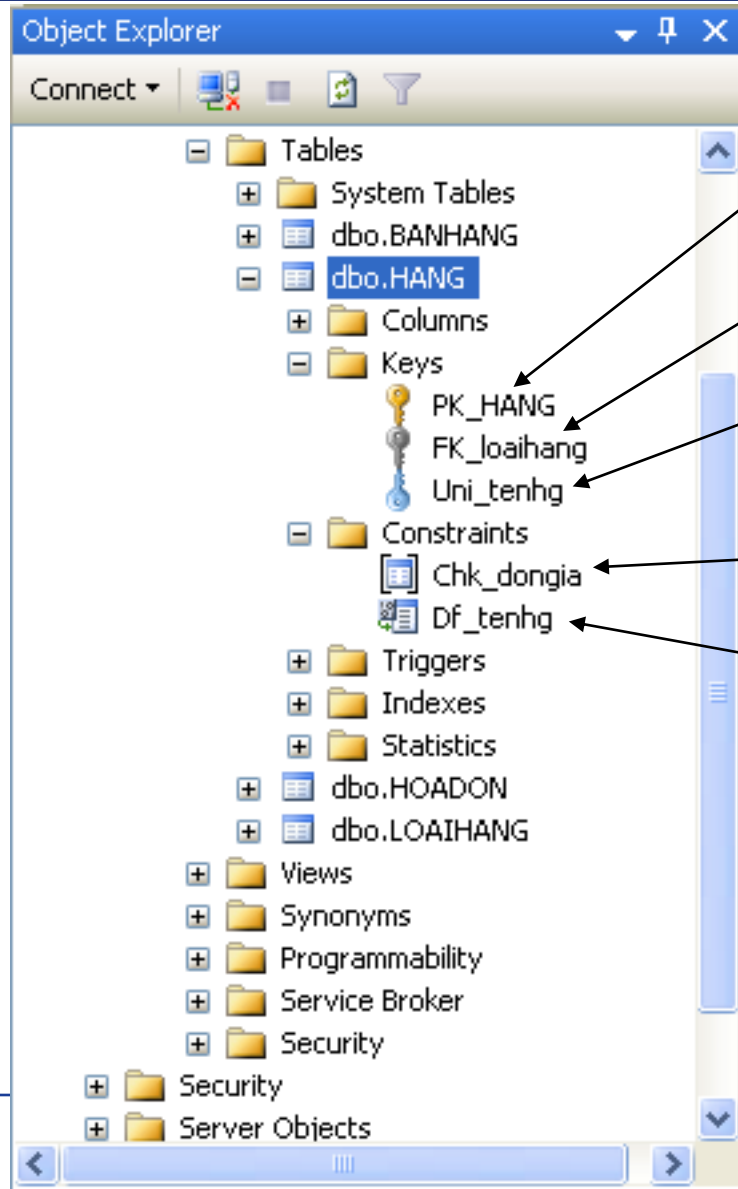 Object Explorer
Connect
Tables
System Tables
dbo.BANHANG
dbo.HANG
Columns
Keys
PK_HANG
FK_loaihang
Uni_tenhg
Constraints
Chk_dongia
Df_tenhg
Triggers
Indexes
Statistics
dbo.HOADON
dbo.LOAIHANG
Views
Synonyms
Programmability
Service Broker
Security
Security
Server Objects